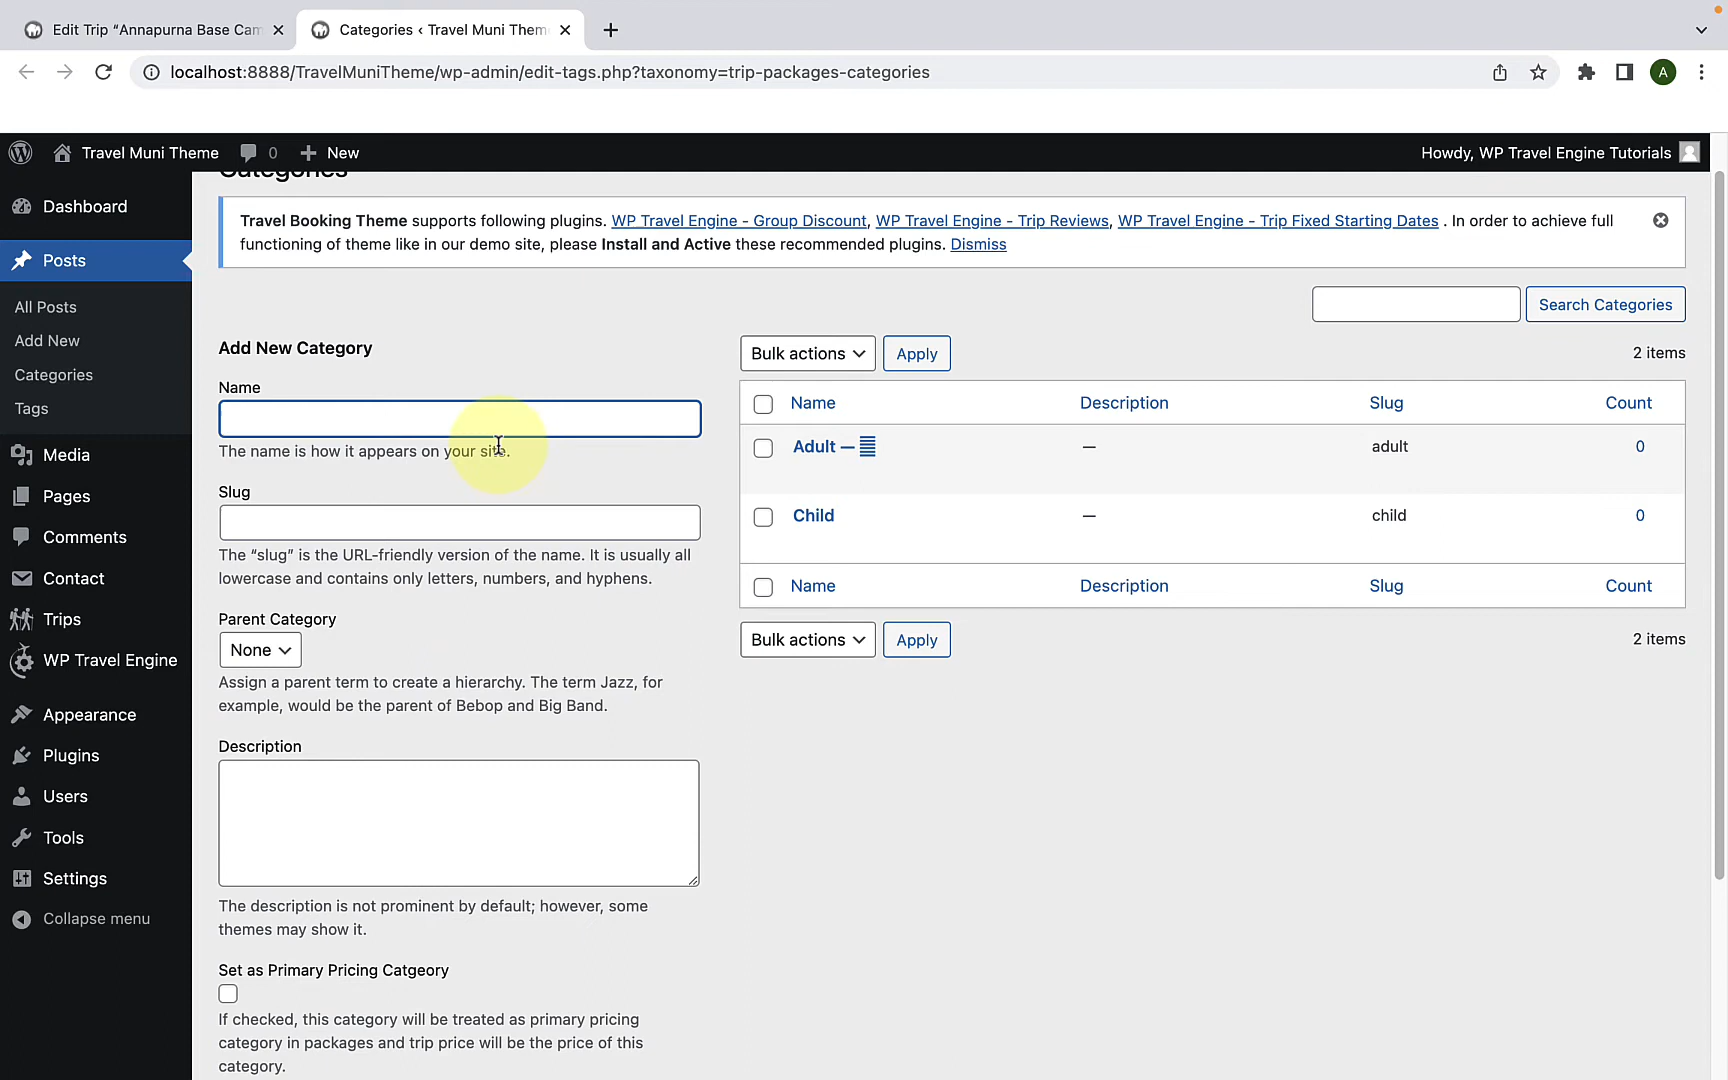 Edit Trip “Annapurna Base Cam
Categories ‹ Travel Muni Them
localhost:8888/TravelMuniTheme/wp-admin/edit-tags.php?taxonomy=trip-packages-categories
A
Travel Muni Theme
0
New
Howdy, WP Travel Engine Tutorials
Dashboard
Posts
All Posts
Add New
Categories
Tags
Media
Pages
Comments
Contact
Trips
WP Travel Engine
Appearance
Plugins
Users
Tools
Settings
Collapse menu
Categories
Travel Booking Theme supports following plugins. WP Travel Engine - Group Discount, WP Travel Engine - Trip Reviews, WP Travel Engine - Trip Fixed Starting Dates . In order to achieve full
functioning of theme like in our demo site, please Install and Active these recommended plugins. Dismiss
Search Categories
Add New Category
Name
The name is how it appears on your site.
Slug
The “slug” is the URL-friendly version of the name. It is usually all
lowercase and contains only letters, numbers, and hyphens.
Parent Category
None
Assign a parent term to create a hierarchy. The term Jazz, for
example, would be the parent of Bebop and Big Band.
Description
The description is not prominent by default; however, some
themes may show it.
Set as Primary Pricing Catgeory
If checked, this category will be treated as primary pricing
category in packages and trip price will be the price of this
category.
Bulk actions
Apply
2 items
Name Description Slug Count
Adult — — adult 0
Child — child 0
Name Description Slug Count
Bulk actions
Apply
2 items